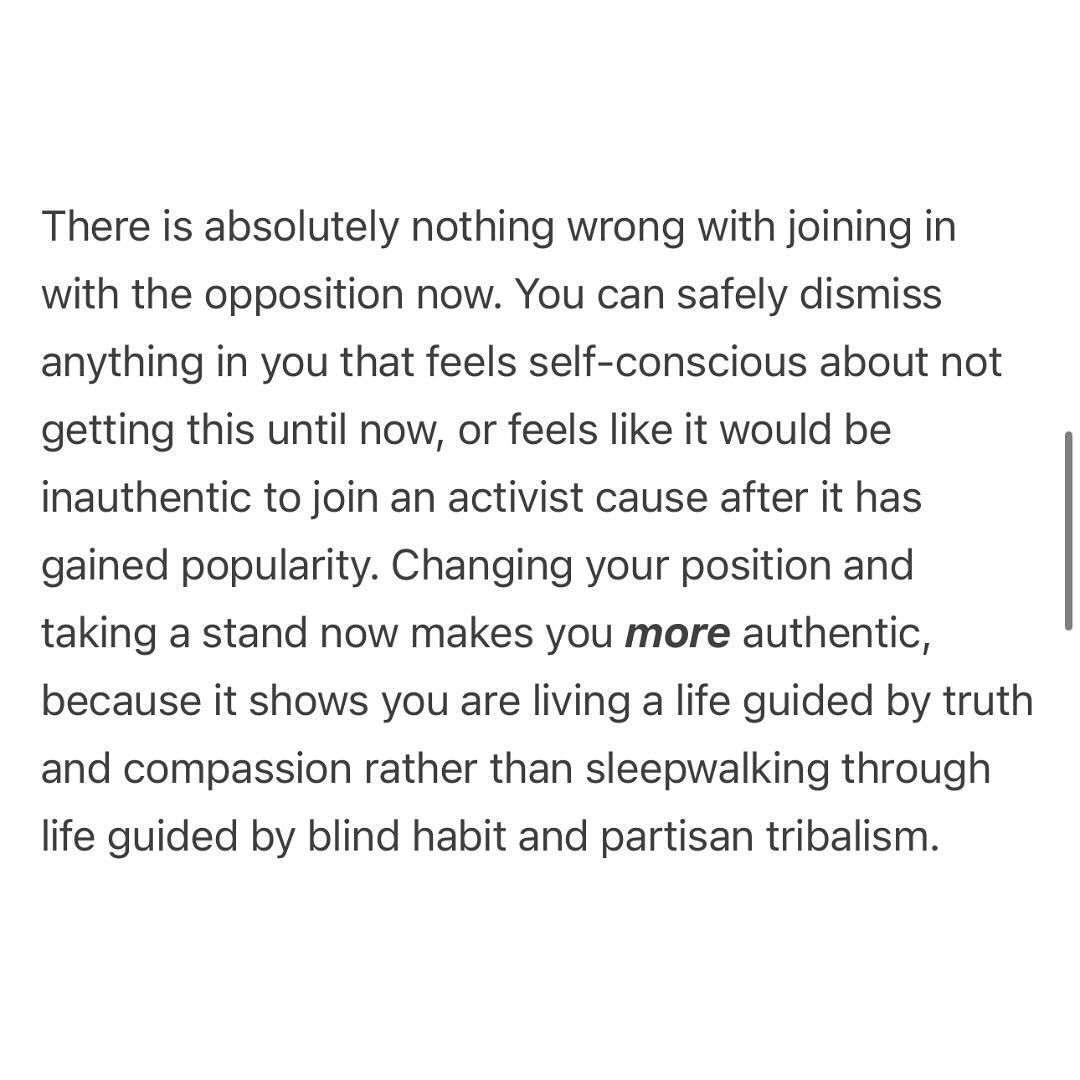 There is absolutely nothing wrong with joining in
with the opposition now. You can safely dismiss
anything in you that feels self-conscious about not
getting this until now, or feels like it would be
inauthentic to join an activist cause after it has
gained popularity. Changing your position and
taking a stand now makes you more authentic,
because it shows you are living a life guided by truth
and compassion rather than sleepwalking through
life guided by blind habit and partisan tribalism.